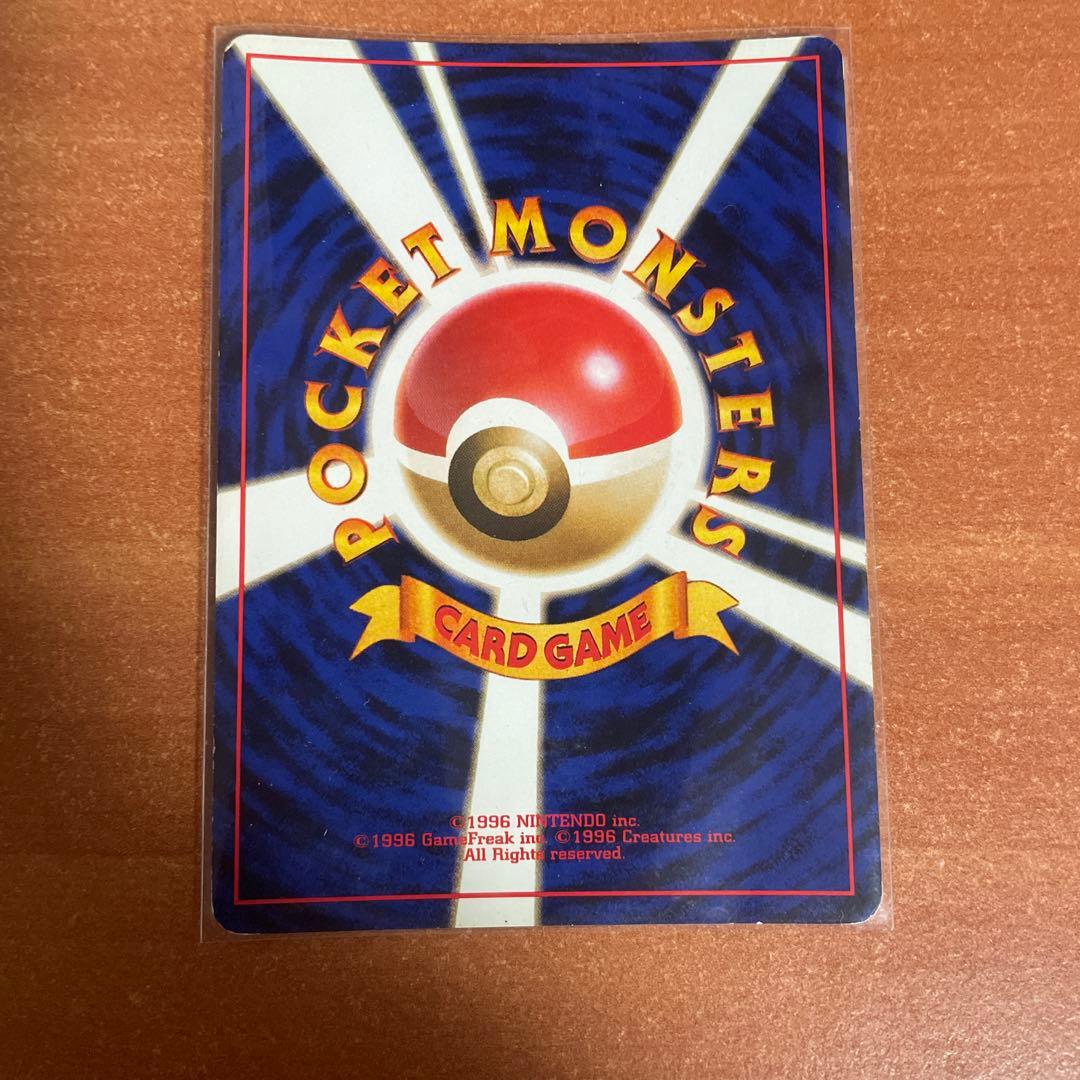 POCKET MONSTERS
CARD GAME
©1996 NINTENDO inc.
©1996 GameFreak inc. ©1996 Creatures inc.
All Rights reserved.